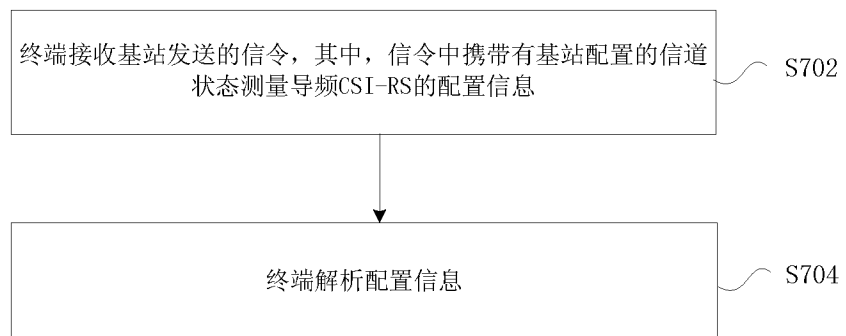 终端接收基站发送的信令，其中，信令中携带有基站配置的信道
状态测量导频CSI-RS的配置信息
S702
终端解析配置信息
S704